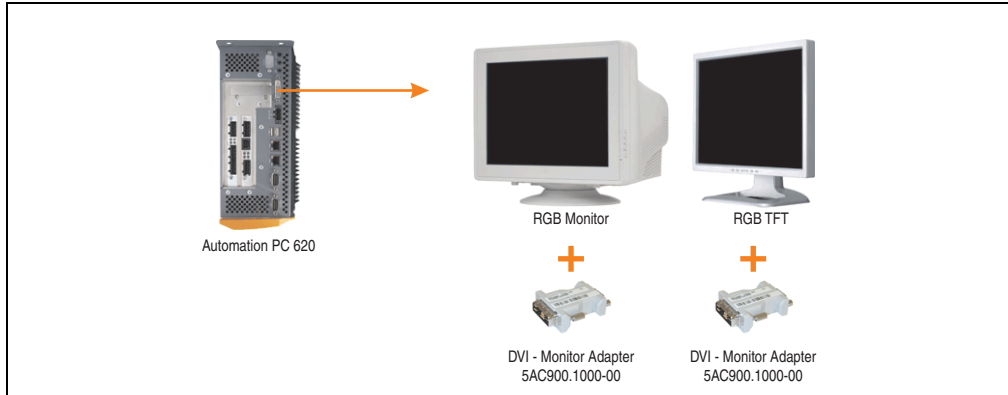 RGB Monitor
RGB TFT
Automation PC 620
DVI - Monitor Adapter
5AC900.1000-00
DVI - Monitor Adapter
5AC900.1000-00